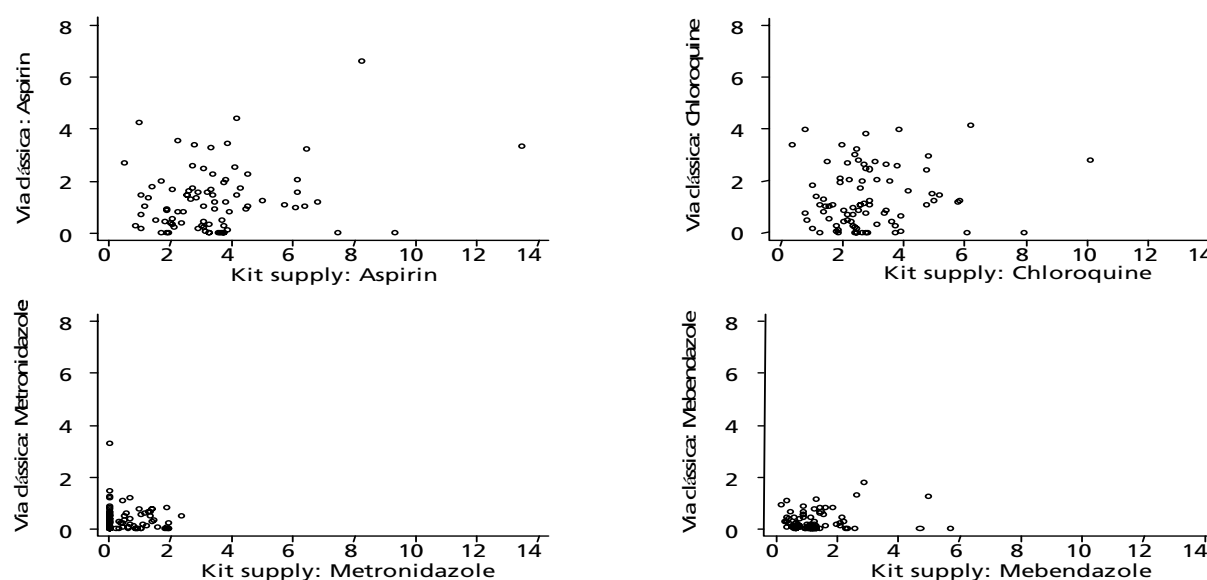 8
6
4
2
0
Via clássica : Aspirin
0 2 4 6 8 10 12 14
Kit supply: Aspirin
8
6
4
2
0
Via clássica: Chloroquine
0 2 4 6 8 10 12 14
Kit supply: Chloroquine
8
6
4
2
0
Via clássica: Metronidazole
0 2 4 6 8 10 12 14
Kit supply: Metronidazole
8
6
4
2
0
Via clássica: Mebendazole
0 2 4 6 8 10 12 14
Kit supply: Mebendazole